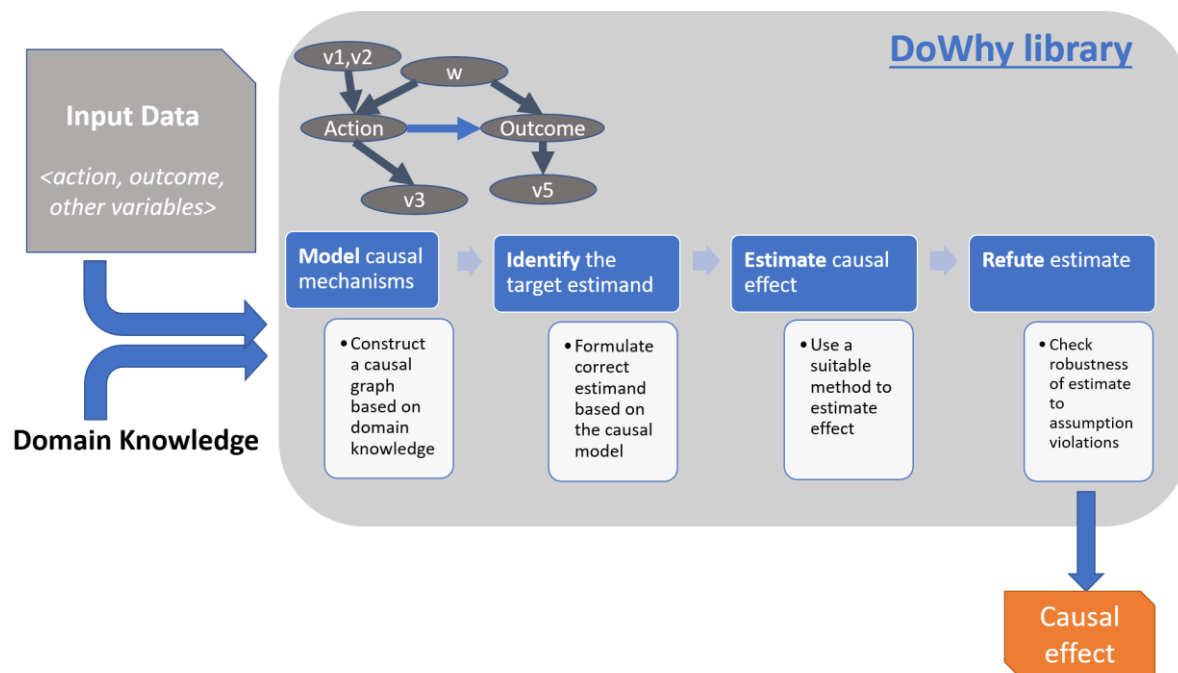 DoWhy library
Input Data
<action, outcome,
other variables>
Domain Knowledge
v1,v2
w
Action
Outcome
v3
v5
Model causal
mechanisms
• Construct
a causal
graph
based on
domain
knowledge
Identify the
target estimand
• Formulate
correct
estimand
based on
the causal
model
Estimate causal
effect
• Use a
suitable
method to
estimate
effect
Refute estimate
• Check
robustness
of estimate
to
assumption
violations
Causal
effect